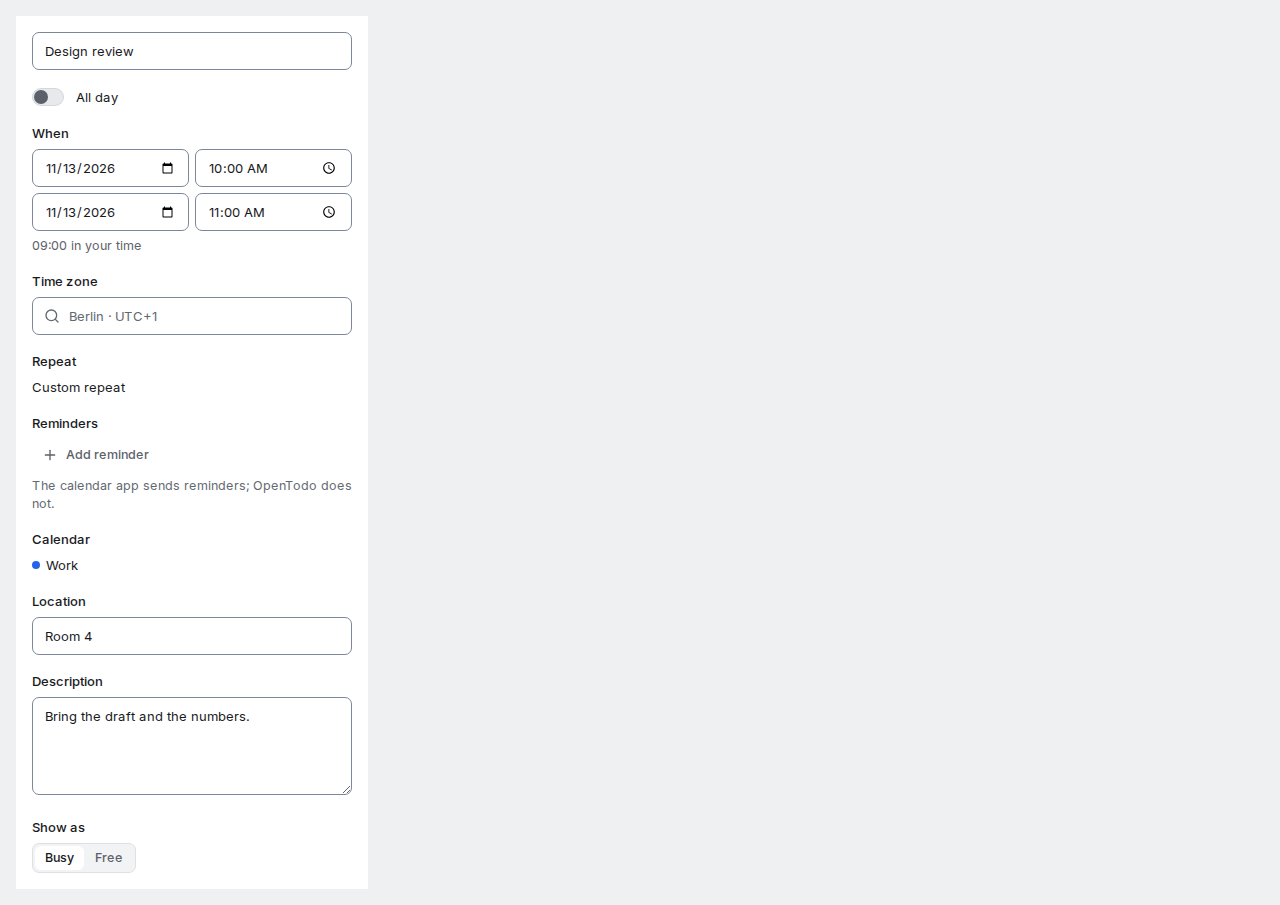 Design review
All day
When
11/13/2026
10:00 AM
11/13/2026
11:00 AM
09:00 in your time
Time zone
Berlin · UTC+1
Repeat
Custom repeat
Reminders
Add reminder
The calendar app sends reminders; OpenTodo does
not.
Calendar
Work
Location
Room 4
Description
Bring the draft and the numbers.
Show as
Busy
Free